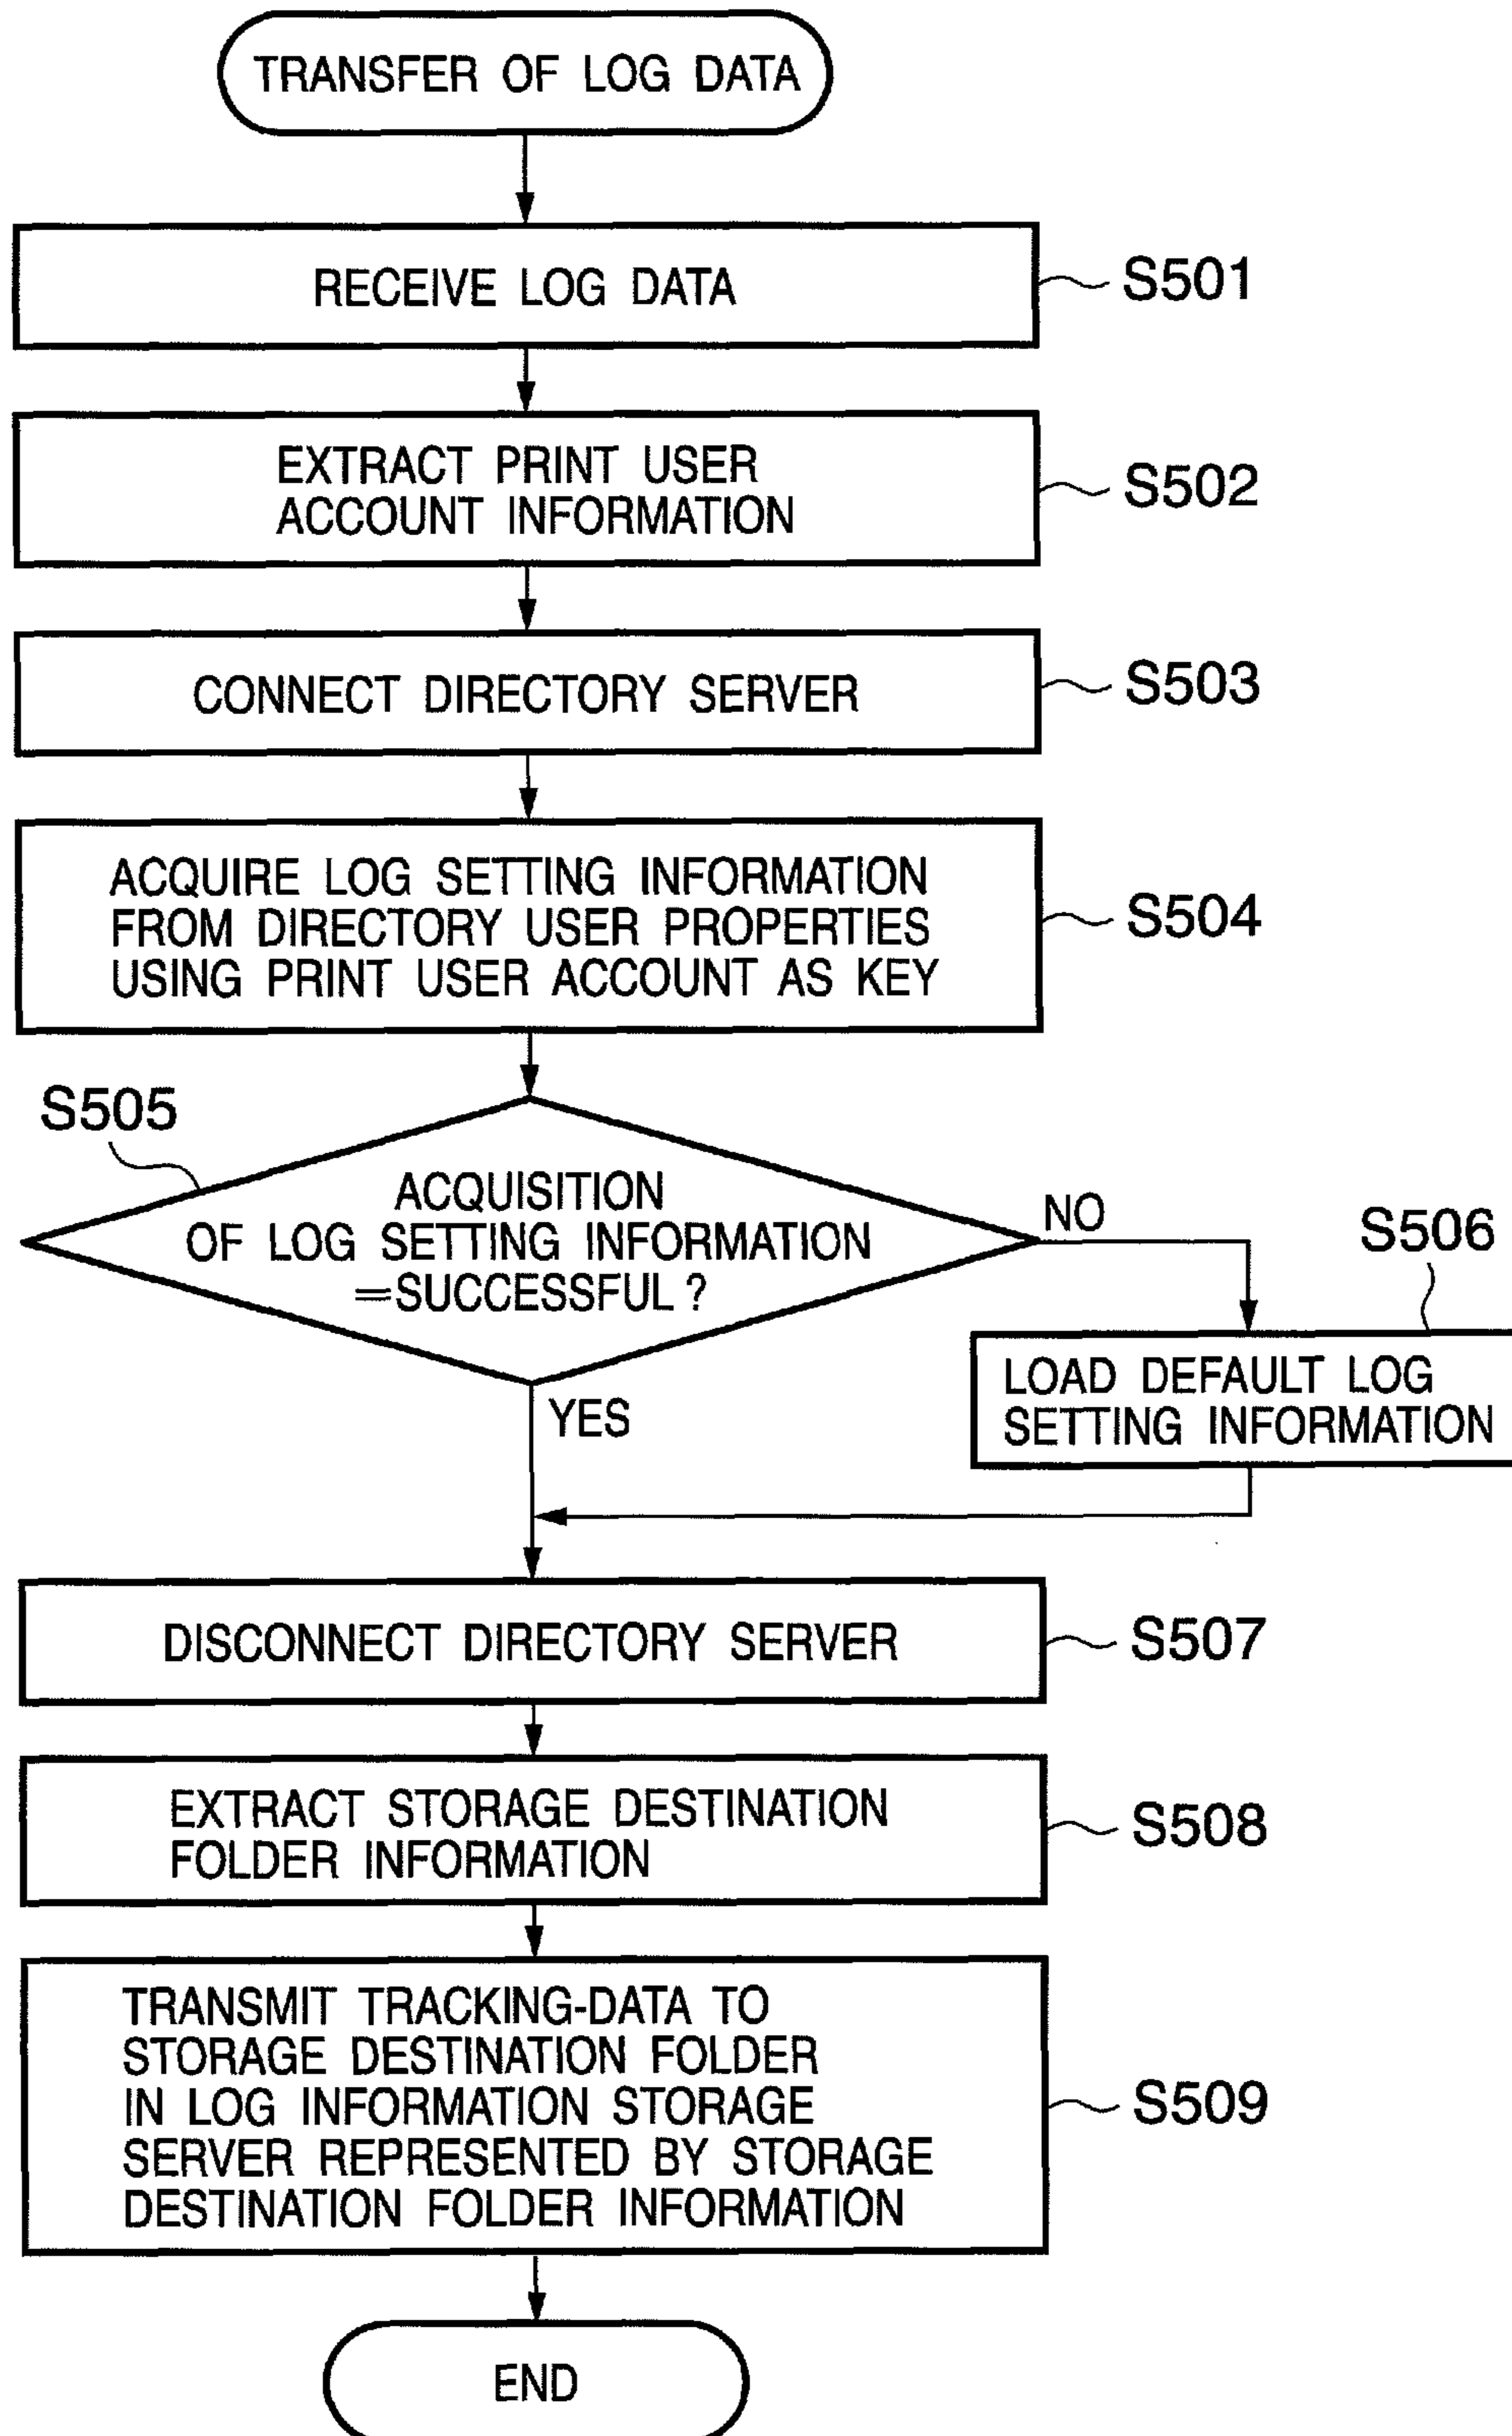 TRANSFER OF LOG DATA
RECEIVE LOG DATA
S501
EXTRACT PRINT USER
ACCOUNT INFORMATION
S502
CONNECT DIRECTORY SERVER
S503
ACQUIRE LOG SETTING INFORMATION
FROM DIRECTORY USER PROPERTIES
USING PRINT USER ACCOUNT AS KEY
S504
S505
ACQUISITION
OF LOG SETTING INFORMATION
=SUCCESSFUL ?
NO
YES
S506
LOAD DEFAULT LOG
SETTING INFORMATION
DISCONNECT DIRECTORY SERVER
S507
EXTRACT STORAGE DESTINATION
FOLDER INFORMATION
S508
TRANSMIT TRACKING-DATA TO
STORAGE DESTINATION FOLDER
IN LOG INFORMATION STORAGE
SERVER REPRESENTED BY STORAGE
DESTINATION FOLDER INFORMATION
S509
END